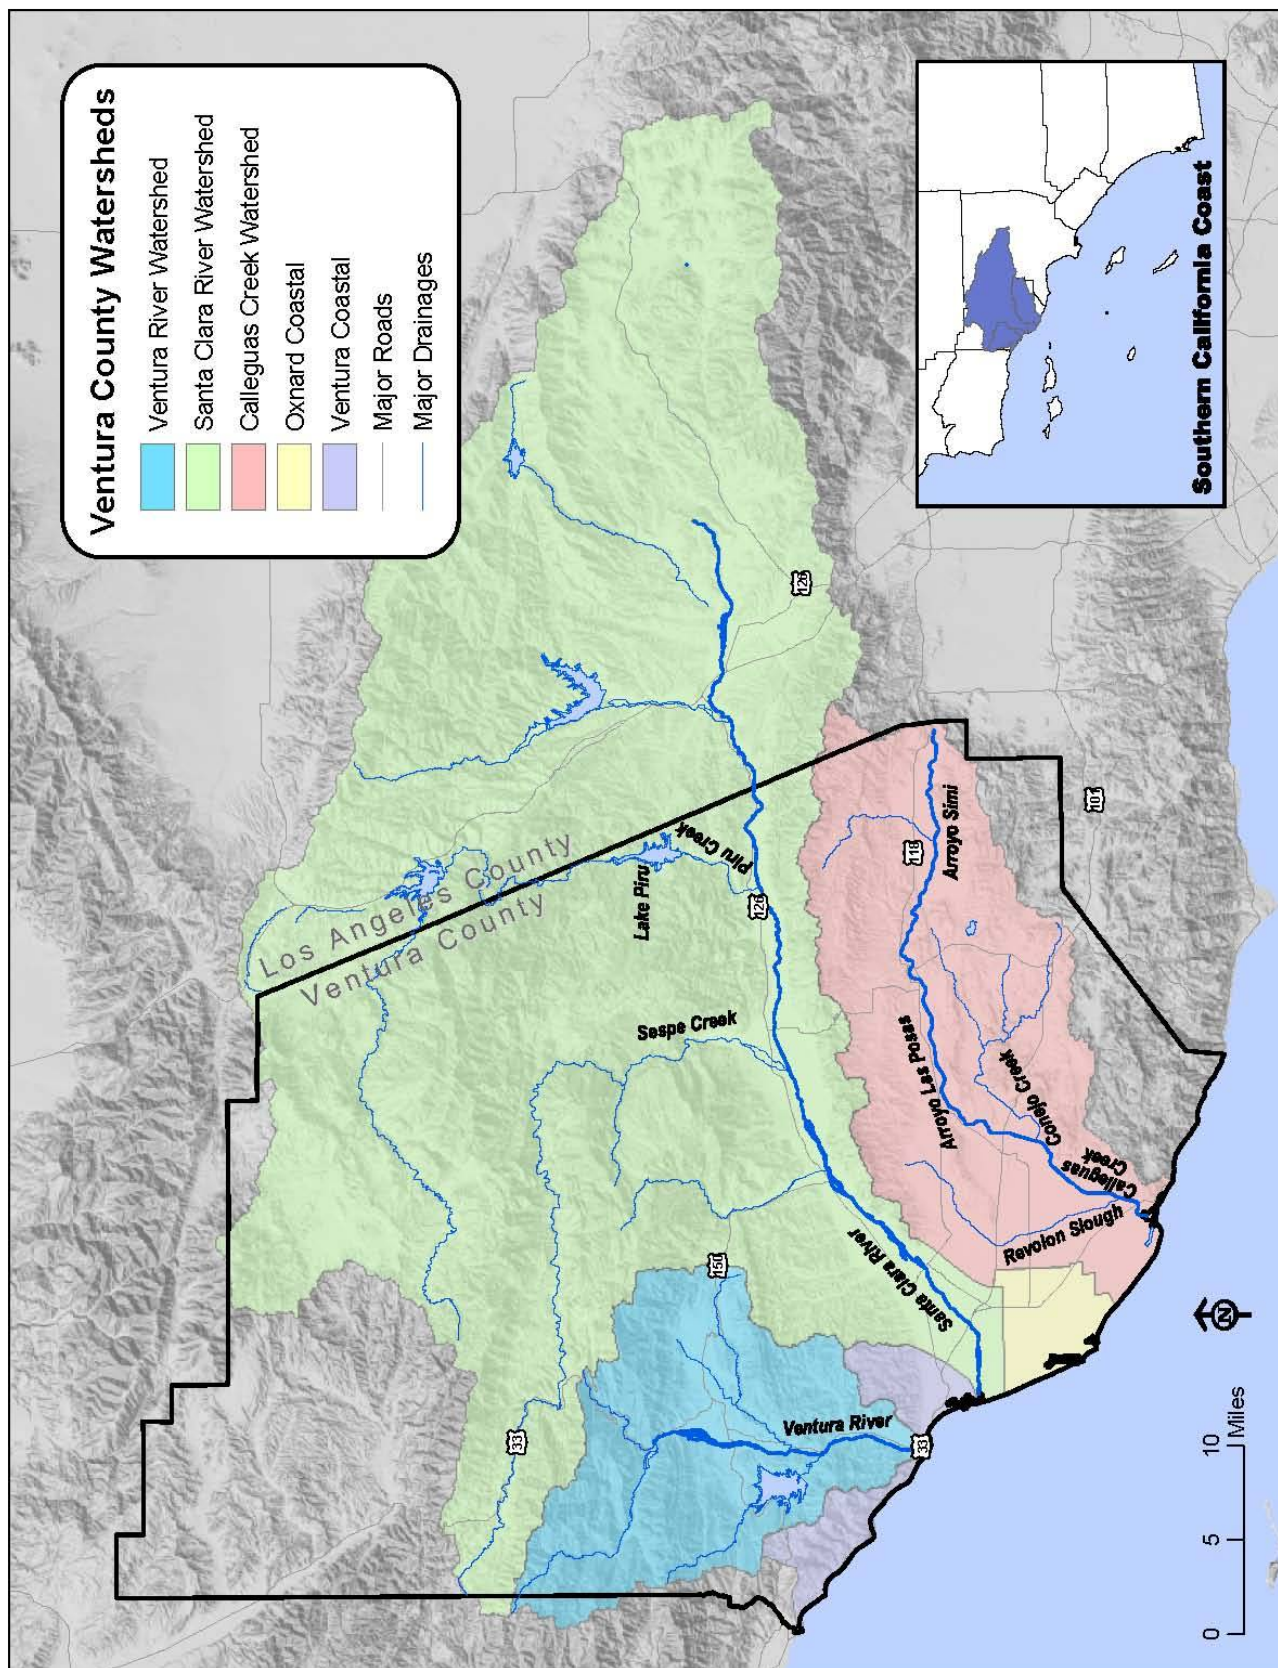 Ventura County Watersheds
Ventura River Watershed
Santa Clara River Watershed
Calleguas Creek Watershed
Oxnard Coastal
Ventura Coastal
Major Roads
Major Drainages
Los Angeles County
Ventura County
Lake Piru
Piru Creek
Sespe Creek
126
126
33
150
118
101
Arroyo Simi
Arroyo Las Posas
Conejo Creek
Calleguas
Creek
Revolon Slough
Santa Clara River
Ventura River
33
N
0 5 10
Miles
Southern California Coast